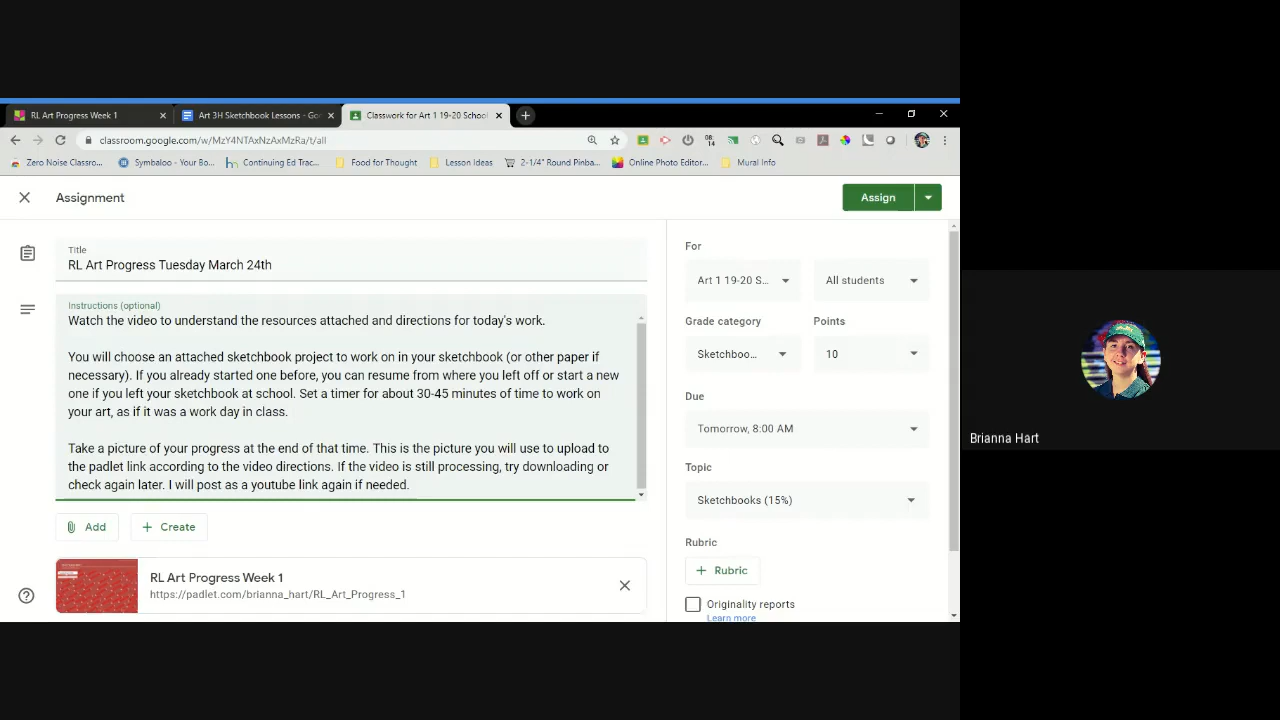 RL Art Progress Week 1
Art 3H Sketchbook Lessons - Goo
Classwork for Art 1 19-20 School
classroom.google.com/w/MzY4NTAxNzAxMzRa/t/all
08:
14
Zero Noise Classro...
Symbaloo - Your Bo...
Continuing Ed Trac...
Food for Thought
Lesson Ideas
2-1/4" Round Pinba...
Online Photo Editor...
Mural Info
Assignment
Assign
Title
RL Art Progress Tuesday March 24th
Instructions (optional)
Watch the video to understand the resources attached and directions for today's work.
You will choose an attached sketchbook project to work on in your sketchbook (or other paper if
necessary). If you already started one before, you can resume from where you left off or start a new
one if you left your sketchbook at school. Set a timer for about 30-45 minutes of time to work on
your art, as if it was a work day in class.
Take a picture of your progress at the end of that time. This is the picture you will use to upload to
the padlet link according to the video directions. If the video is still processing, try downloading or
check again later. I will post as a youtube link again if needed.
Add
Create
RL Art Progress Week 1
https://padlet.com/brianna_hart/RL_Art_Progress_1
For
Art 1 19-20 S...
All students
Grade category
Points
Sketchboo...
10
Due
Tomorrow, 8:00 AM
Topic
Sketchbooks (15%)
Rubric
Rubric
Originality reports
Learn more
Brianna Hart